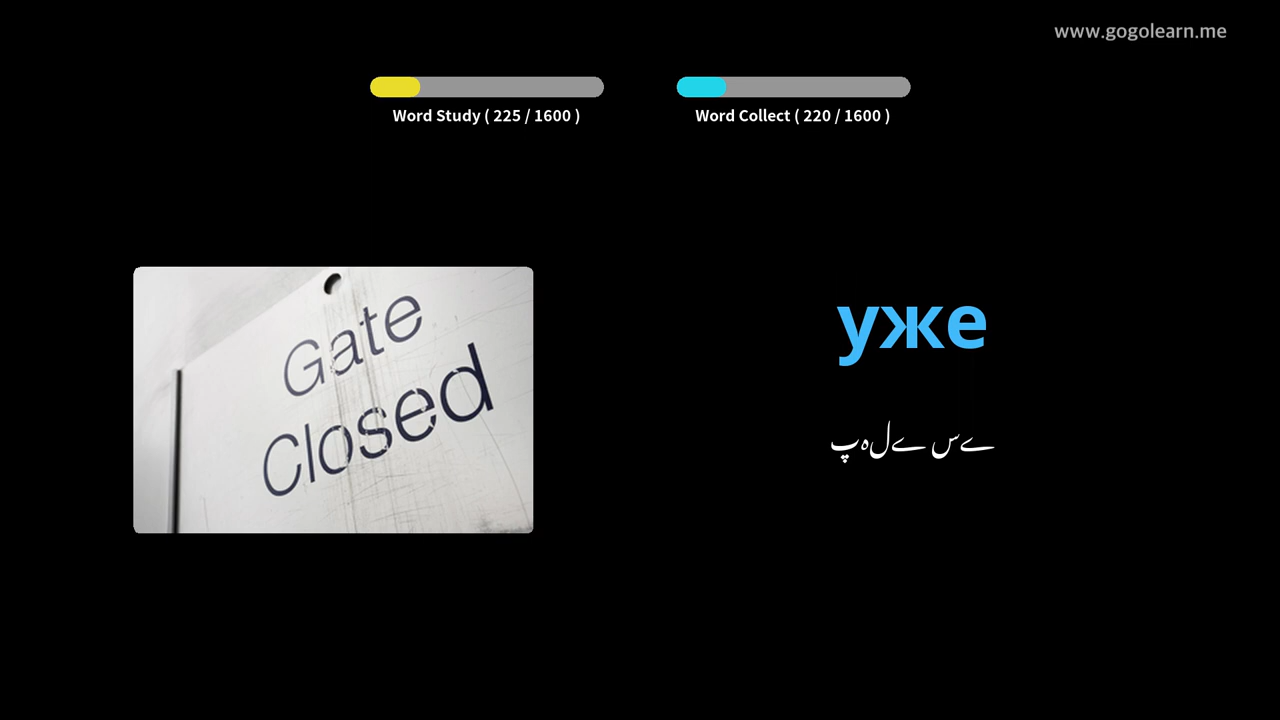 www.gogolearn.me
Word Study ( 225 / 1600 )
Word Collect ( 220 / 1600 )
Gate
Closed
уже
پہلے سے